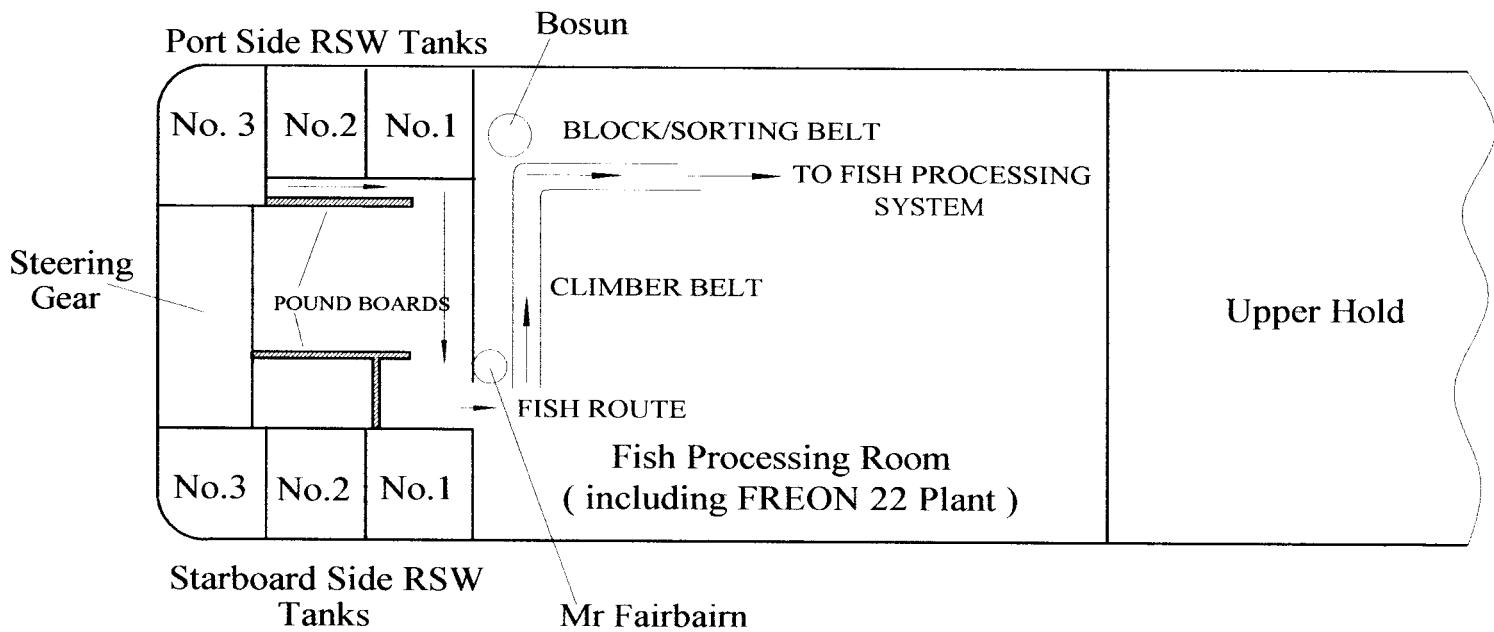 Bosun
Port Side RSW Tanks
No. 3
No.2
No.1
BLOCK/SORTING BELT
TO FISH PROCESSING
SYSTEM
Steering
Gear
POUND BOARDS
CLIMBER BELT
Upper Hold
FISH ROUTE
No.3
No.2
No.1
Fish Processing Room
( including FREON 22 Plant )
Starboard Side RSW
Tanks
Mr Fairbairn